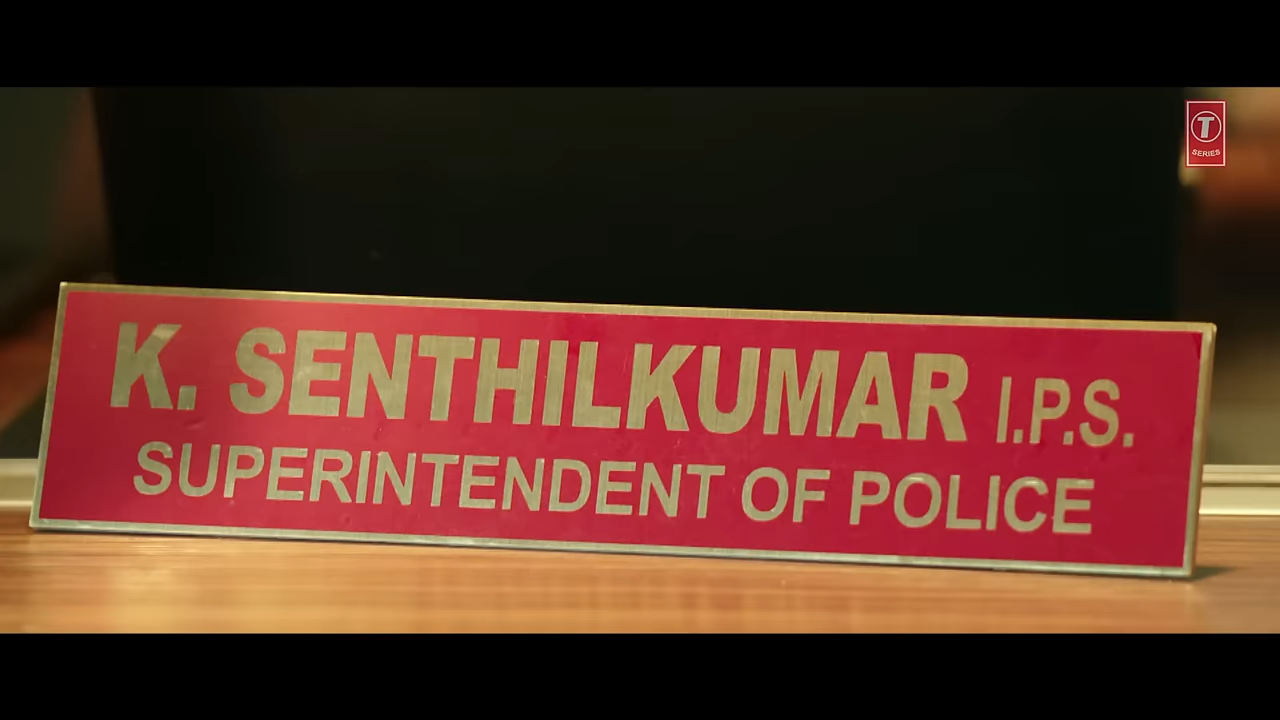 T
SERIES
K. SENTHILKUMAR I.P.S.
SUPERINTENDENT OF POLICE